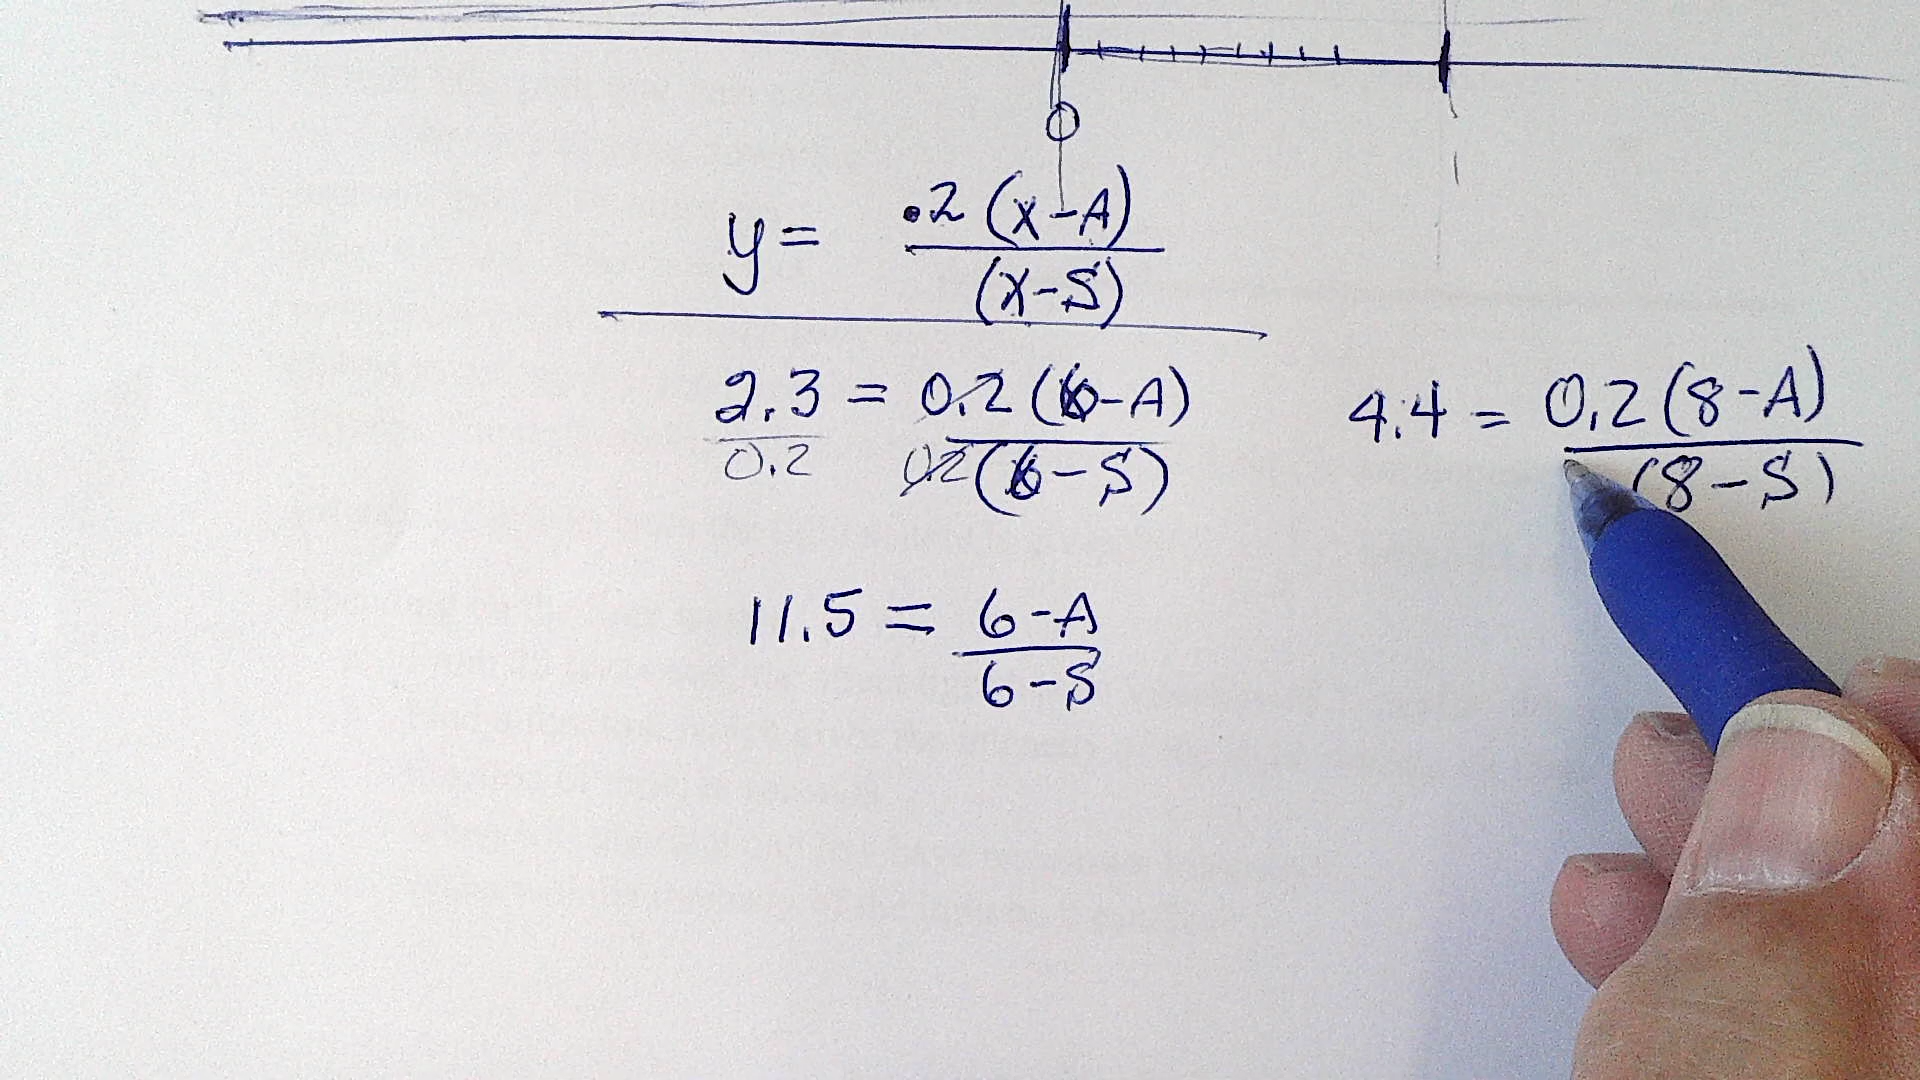 0
y = .2 (x-A)
(x-S)
2.3 = 0.2 (6-A)
0.2 0.2 (6-S)
4.4 = 0.2 (8-A)
(8-S)
11.5 = 6-A
6-S